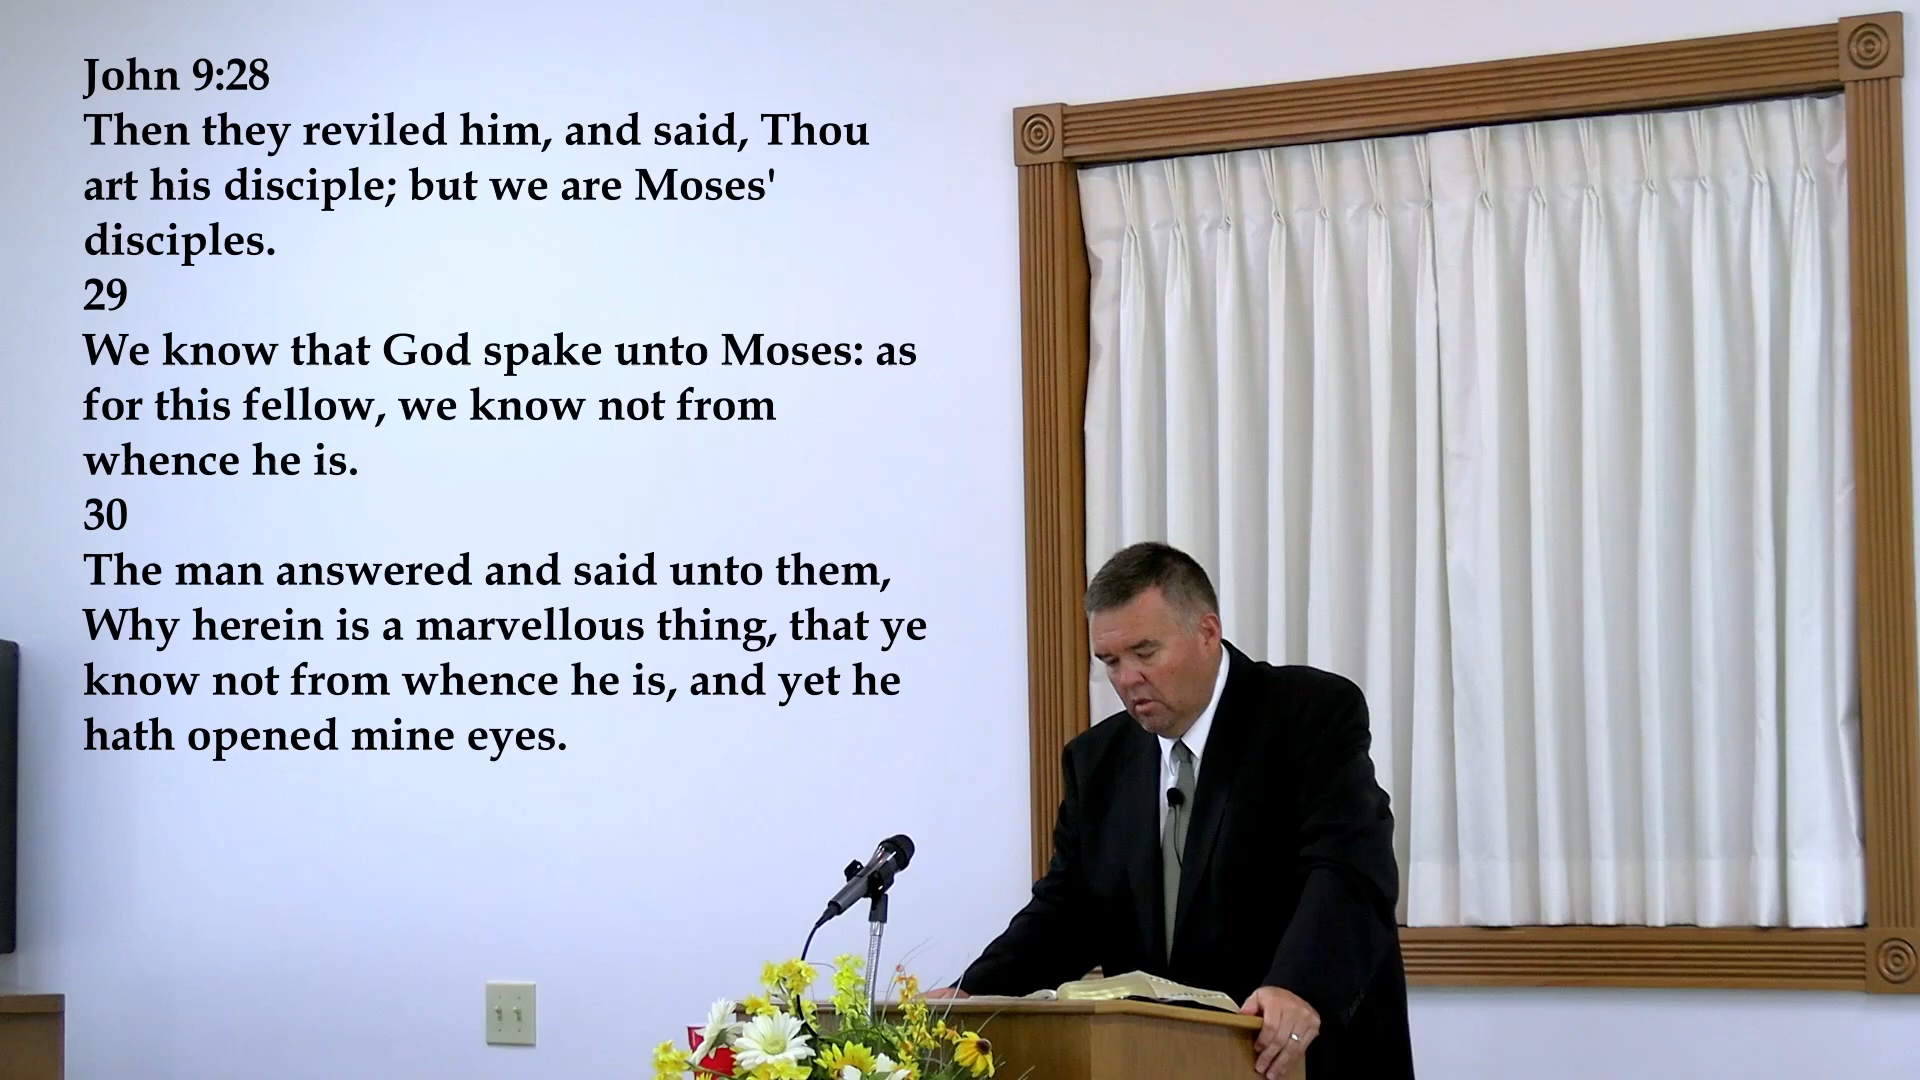 John 9:28
Then they reviled him, and said, Thou
art his disciple; but we are Moses'
disciples.
29
We know that God spake unto Moses: as
for this fellow, we know not from
whence he is.
30
The man answered and said unto them,
Why herein is a marvellous thing, that ye
know not from whence he is, and yet he
hath opened mine eyes.